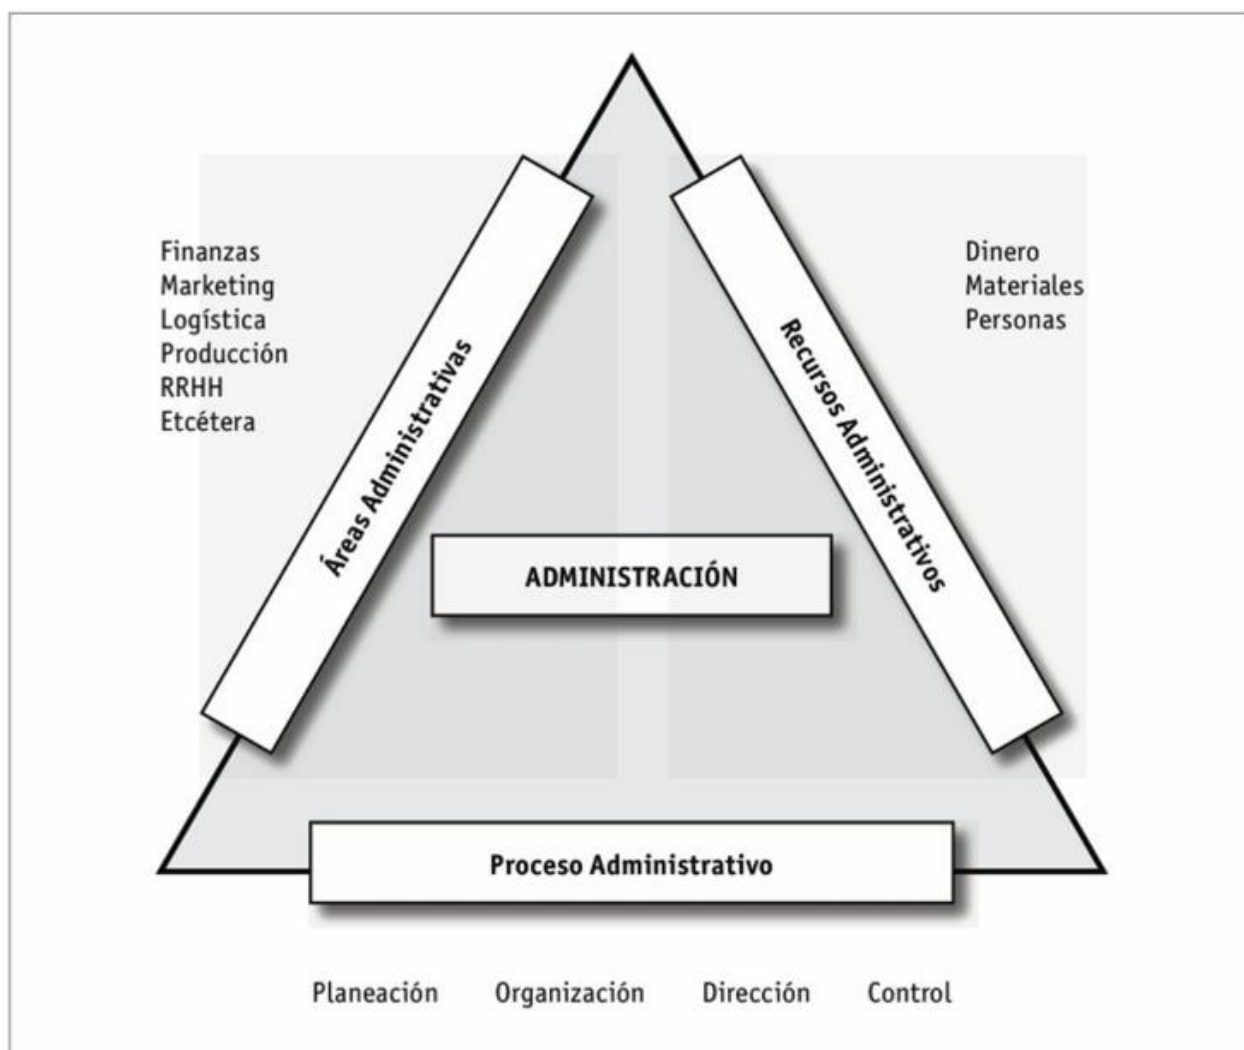 Finanzas
Marketing
Logística
Producción
RRHH
Etcétera
Áreas Administrativas
Dinero
Materiales
Personas
Recursos Administrativos
ADMINISTRACIÓN
Proceso Administrativo
Planeación Organización Dirección Control